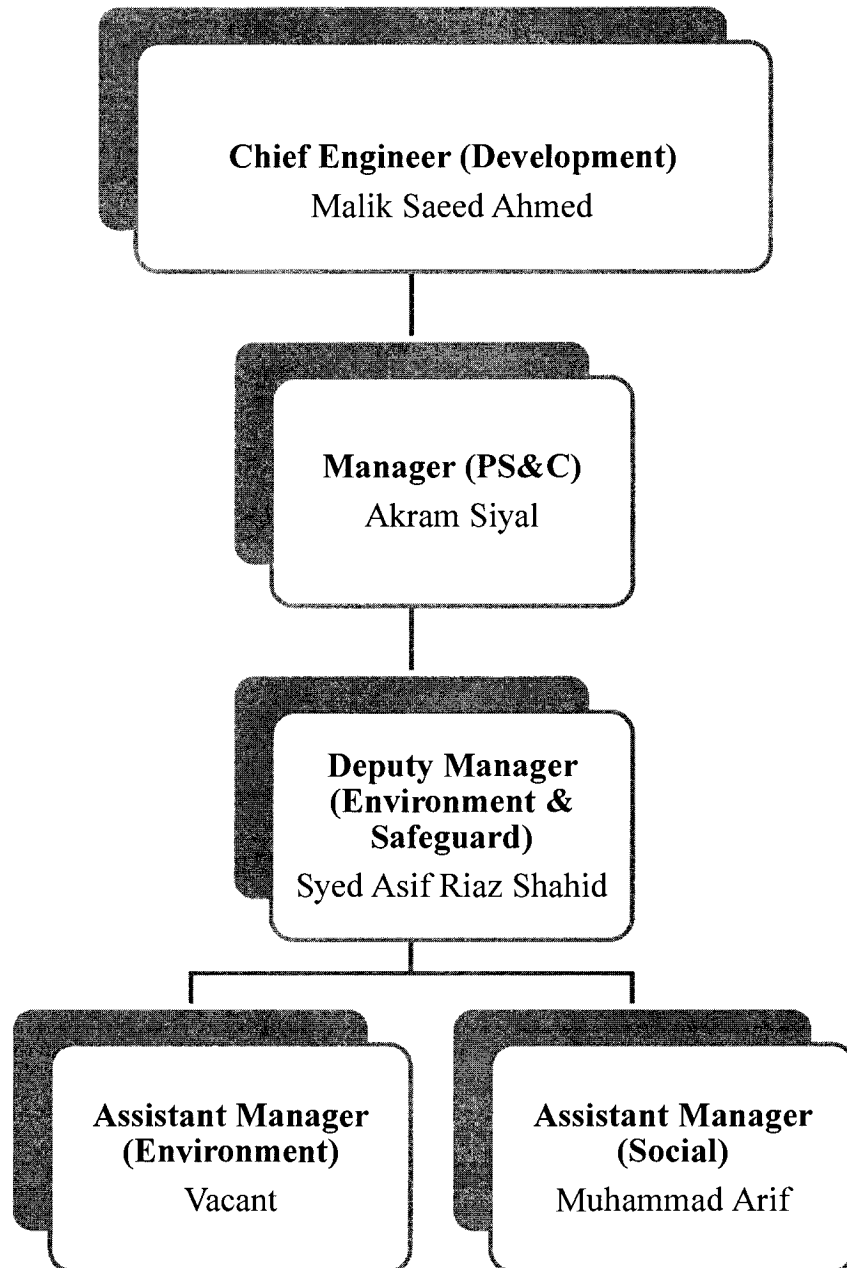 Chief Engineer (Development)
Malik Saeed Ahmed
Manager (PS&C)
Akram Siyal
Deputy Manager
(Environment &
Safeguard)
Syed Asif Riaz Shahid
Assistant Manager
(Environment)
Vacant
Assistant Manager
(Social)
Muhammad Arif